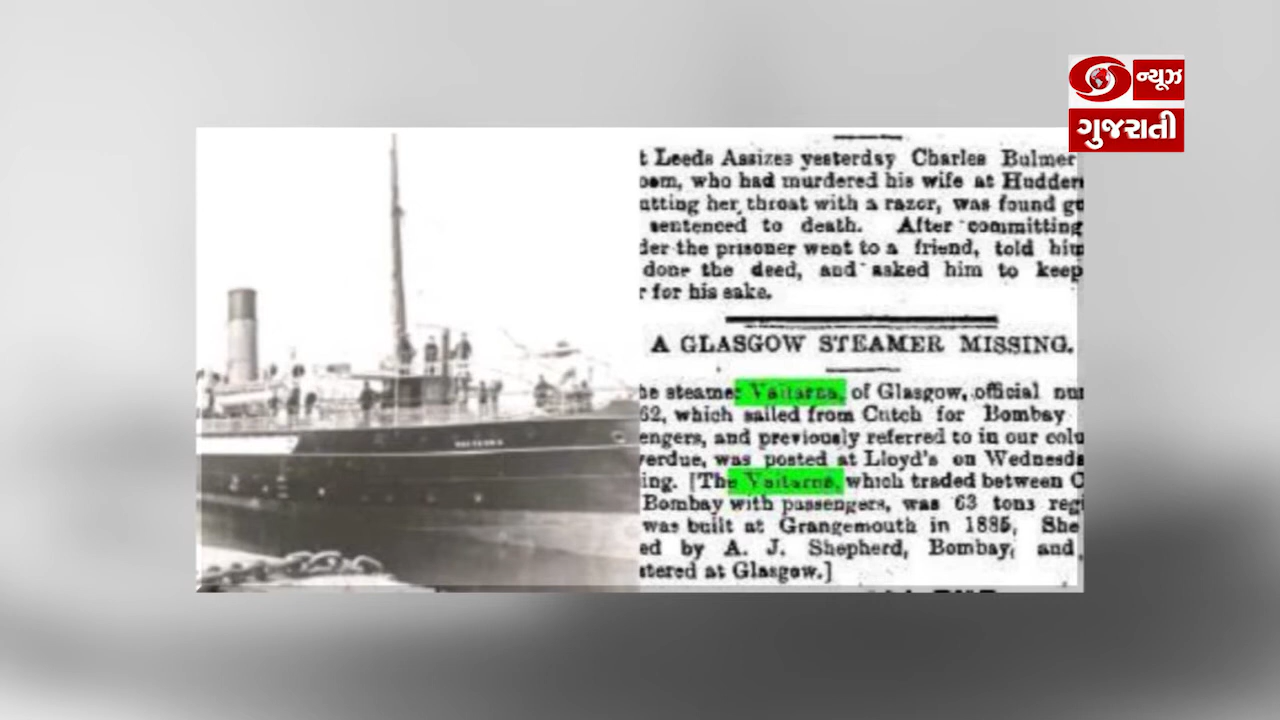 ન્યૂઝ
ગુજરાતી
t Leeds Assizes yesterday Charles Bulmer
oom, who had murdered his wife at Hudder
utting her throat with a razor, was found gu
sentenced to death. After committing
der the prisoner went to a friend, told him
done the deed, and asked him to keep
r for his sake.
A GLASGOW STEAMER MISSING.
he steamer Vaitarna, of Glasgow, official nu
62, which sailed from Cutch for Bombay
engers, and previously referred to in our colu
verdue, was posted at Lloyd's on Wednesda
ing. [The Vaitarna, which traded between C
Bombay with passengers, was 63 tons regi
was built at Grangemouth in 1885, She
ed by A. J. Shepherd, Bombay, and
stered at Glasgow.]